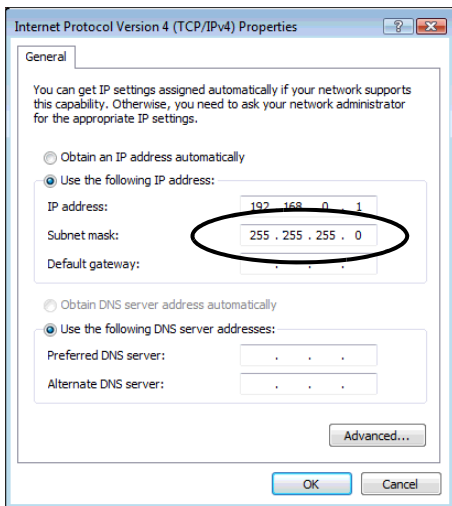 Internet Protocol Version 4 (TCP/IPv4) Properties
General
You can get IP settings assigned automatically if your network supports
this capability. Otherwise, you need to ask your network administrator
for the appropriate IP settings.
Obtain an IP address automatically
Use the following IP address:
IP address: 192 . 168 . 0 . 1
Subnet mask: 255 . 255 . 255 . 0
Default gateway: . . .
Obtain DNS server address automatically
Use the following DNS server addresses:
Preferred DNS server: . . .
Alternate DNS server: . . .
Advanced...
OK Cancel